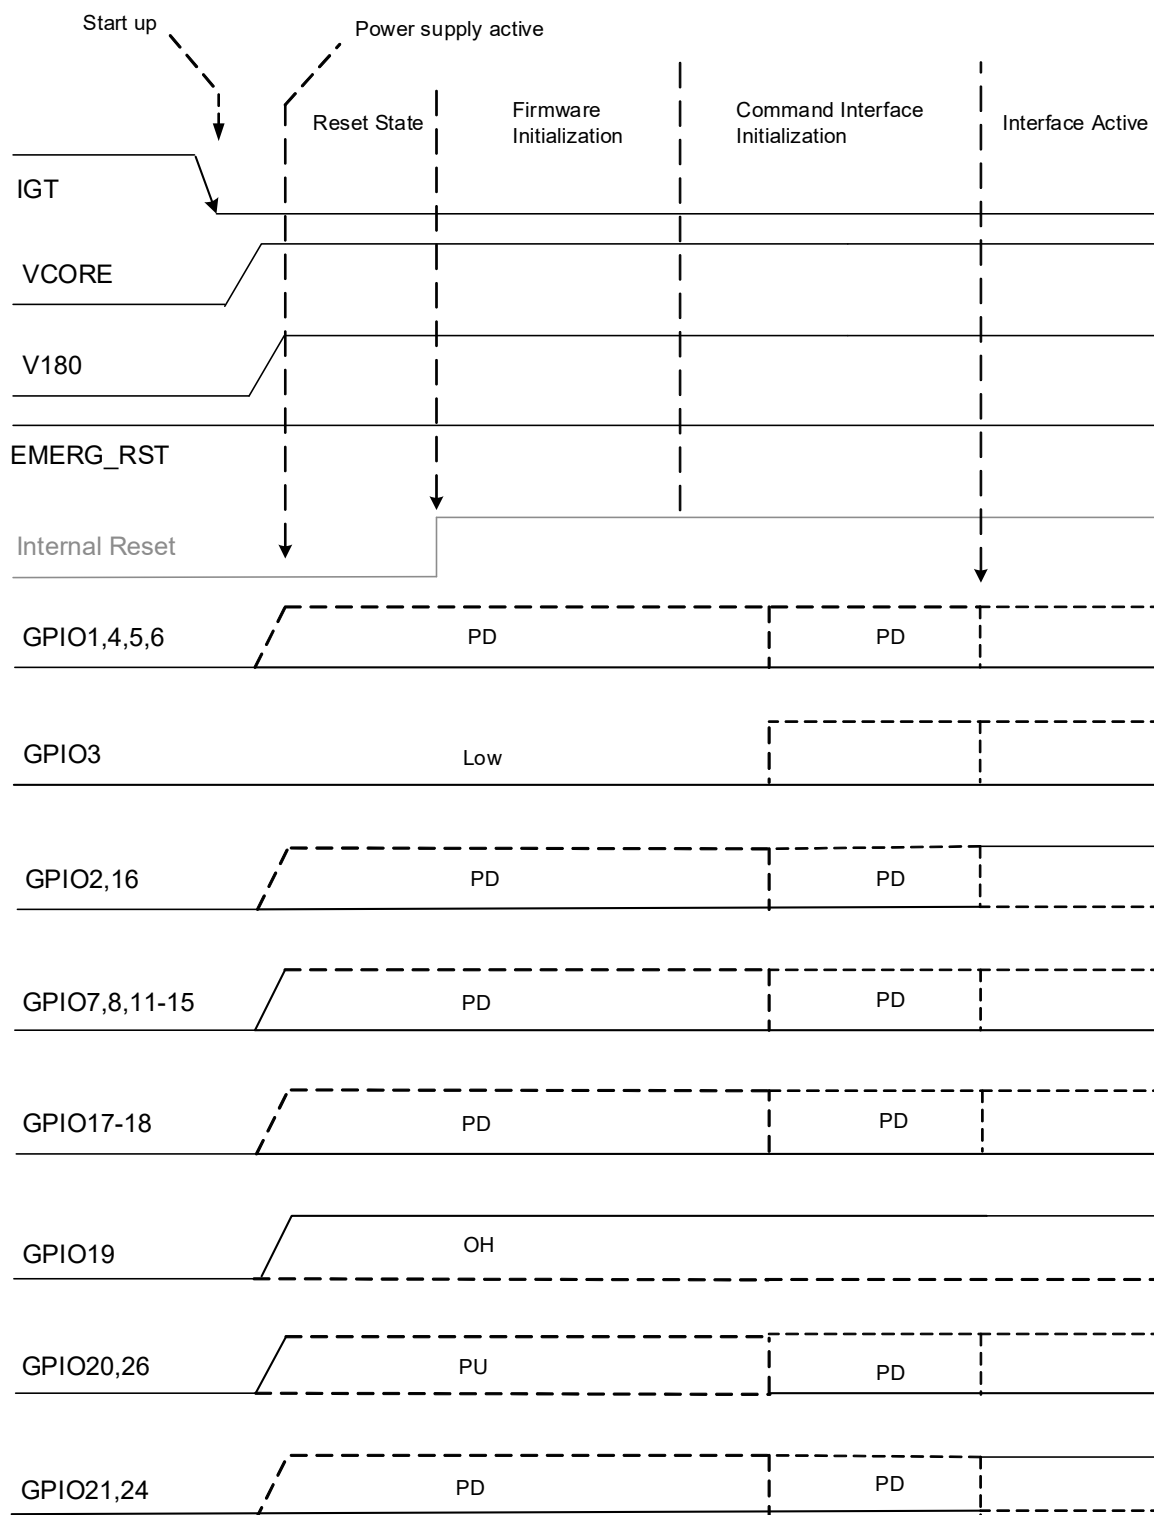 Start up
Power supply active
Reset State
Firmware
Initialization
Command Interface
Initialization
Interface Active
IGT
VCORE
V180
EMERG_RST
Internal Reset
GPIO1,4,5,6
PD
PD
GPIO3
Low
GPIO2,16
PD
PD
GPIO7,8,11-15
PD
PD
GPIO17-18
PD
PD
GPIO19
OH
GPIO20,26
PU
PD
GPIO21,24
PD
PD